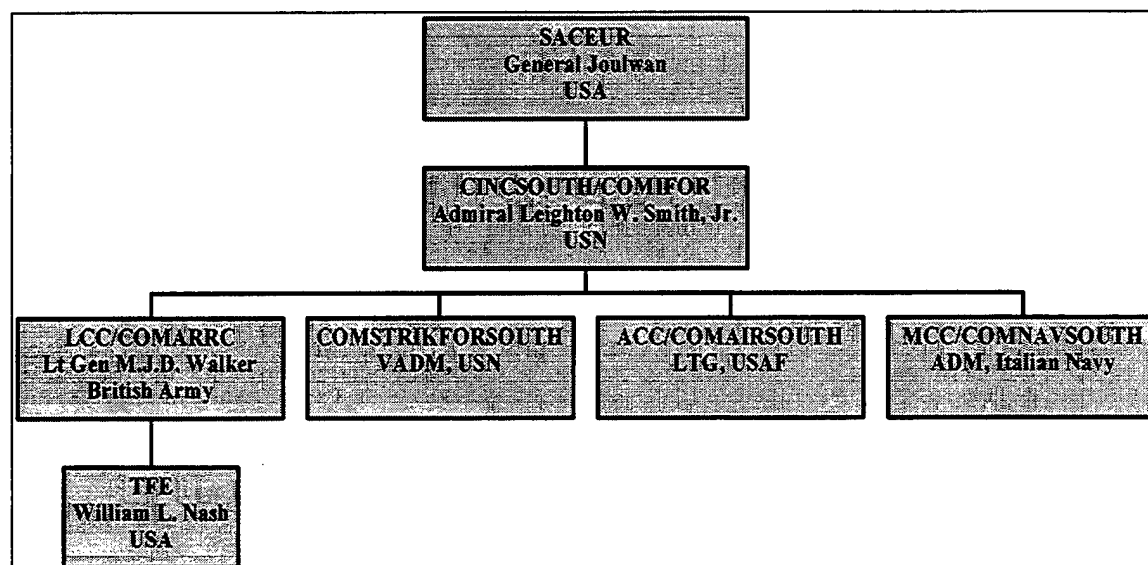 SACEUR
General Joulwan
USA
CINCSOUTH/COMIFOR
Admiral Leighton W. Smith, Jr.
USN
LCC/COMARRC
Lt Gen M.J.D. Walker
British Army
COMSTRIKFORSOUTH
VADM, USN
ACC/COMAIRSOUTH
LTG, USAF
MCC/COMNAVSOUTH
ADM, Italian Navy
TFE
William L. Nash
USA